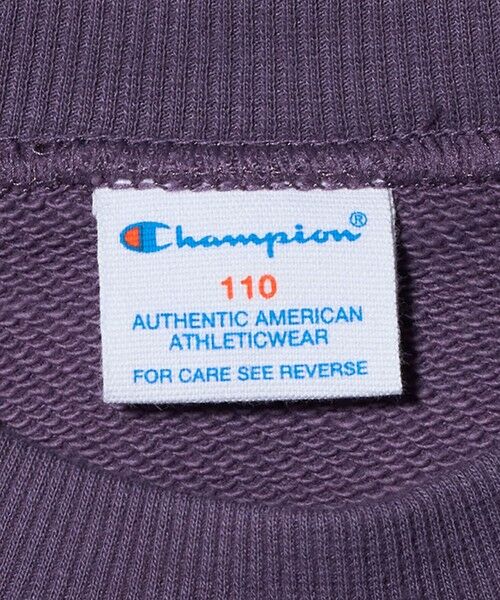 Champion®
110
AUTHENTIC AMERICAN
ATHLETICWEAR
FOR CARE SEE REVERSE